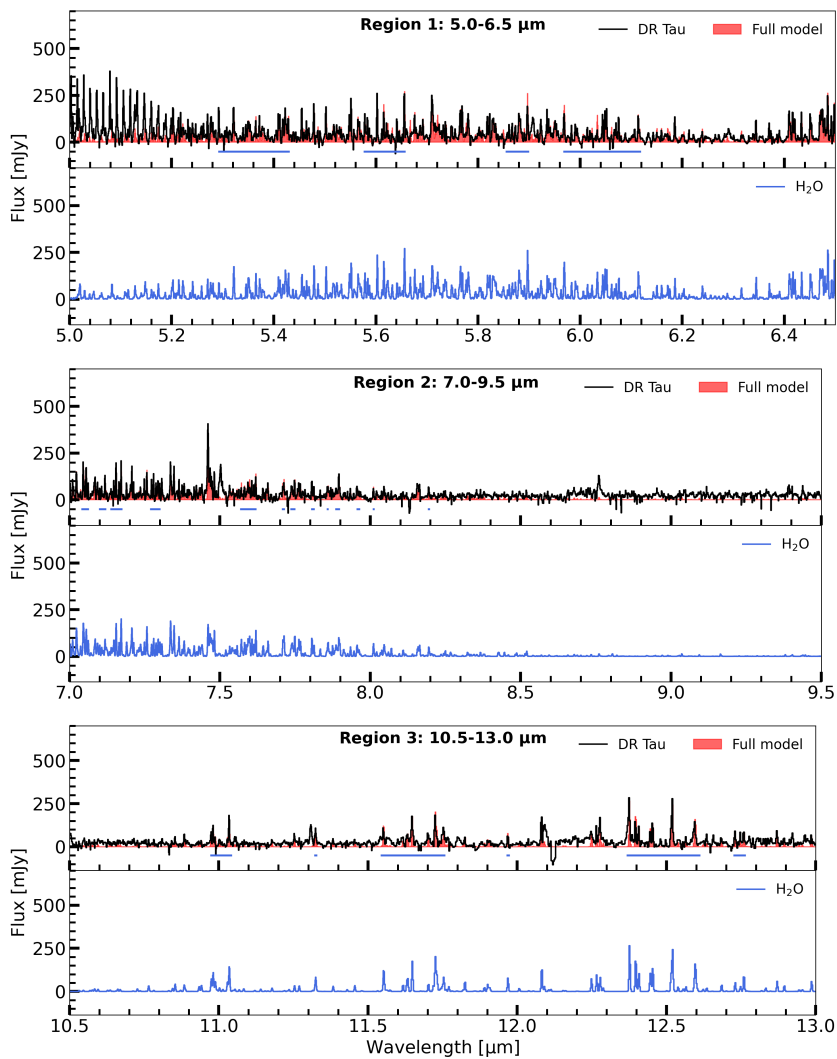 Region 1: 5.0-6.5 µm
DR Tau
Full model
500
250
0
Flux [mJy]
H₂O
500
250
0
5.0 5.2 5.4 5.6 5.8 6.0 6.2 6.4
Region 2: 7.0-9.5 µm
DR Tau
Full model
500
250
0
Flux [mJy]
H₂O
500
250
0
7.0 7.5 8.0 8.5 9.0 9.5
Region 3: 10.5-13.0 µm
DR Tau
Full model
500
250
0
Flux [mJy]
H₂O
500
250
0
10.5 11.0 11.5 12.0 12.5 13.0
Wavelength [µm]